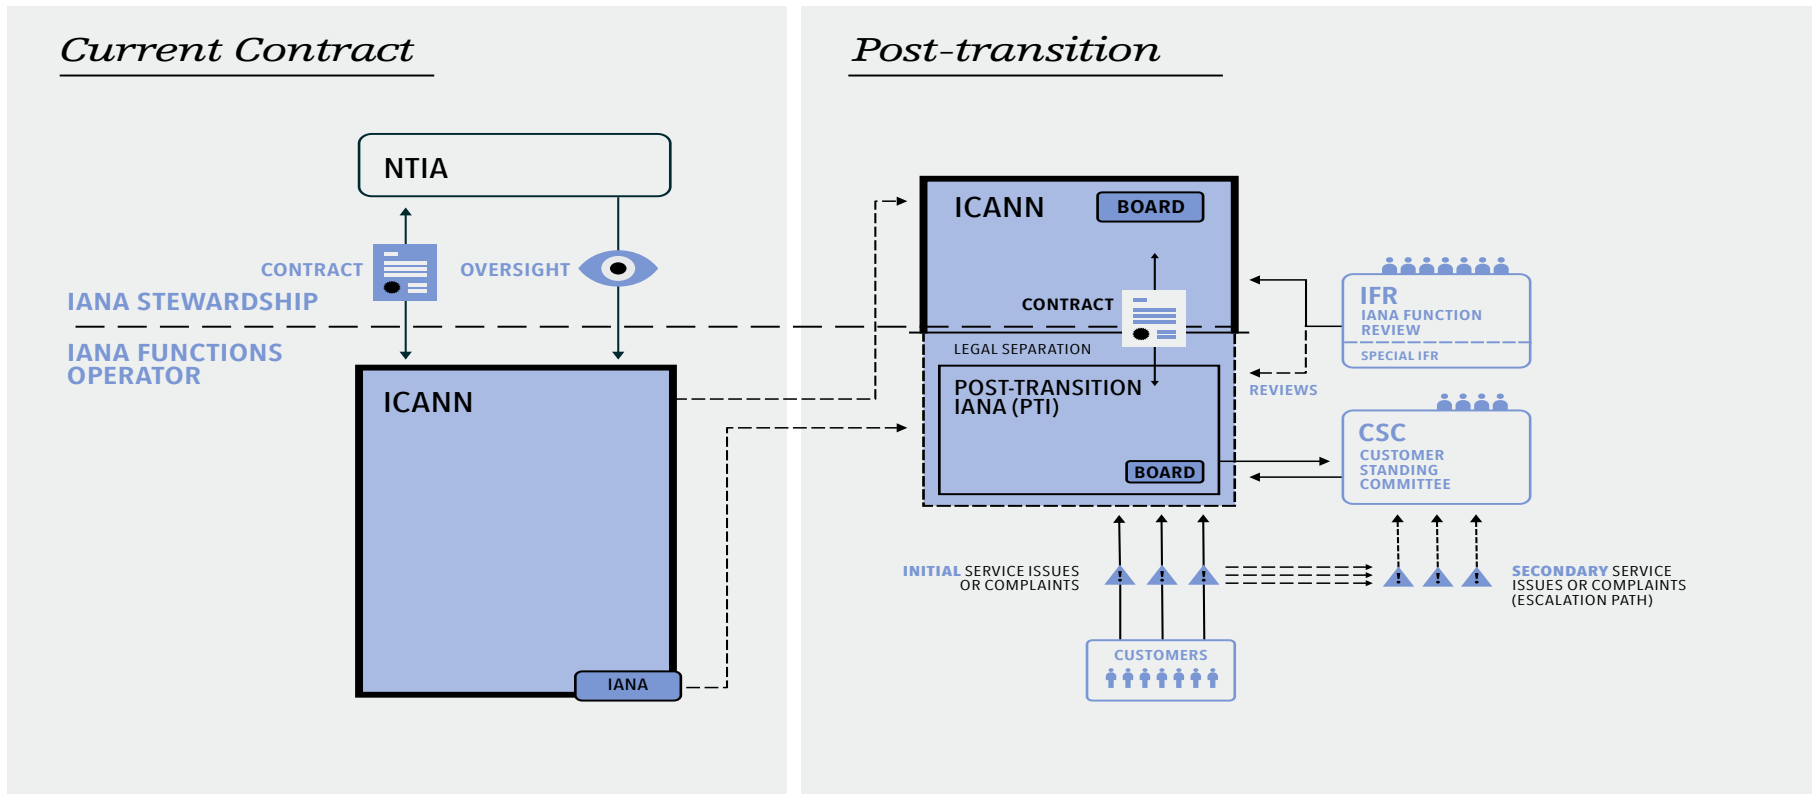 Current Contract
NTIA
CONTRACT
OVERSIGHT
IANA STEWARDSHIP
IANA FUNCTIONS
OPERATOR
ICANN
IANA
Post-transition
ICANN
BOARD
CONTRACT
LEGAL SEPARATION
POST-TRANSITION
IANA (PTI)
BOARD
IFR
IANA FUNCTION
REVIEW
SPECIAL IFR
REVIEWS
CSC
CUSTOMER
STANDING
COMMITTEE
INITIAL SERVICE ISSUES
OR COMPLAINTS
! ! !
! ! !
SECONDARY SERVICE
ISSUES OR COMPLAINTS
(ESCALATION PATH)
CUSTOMERS